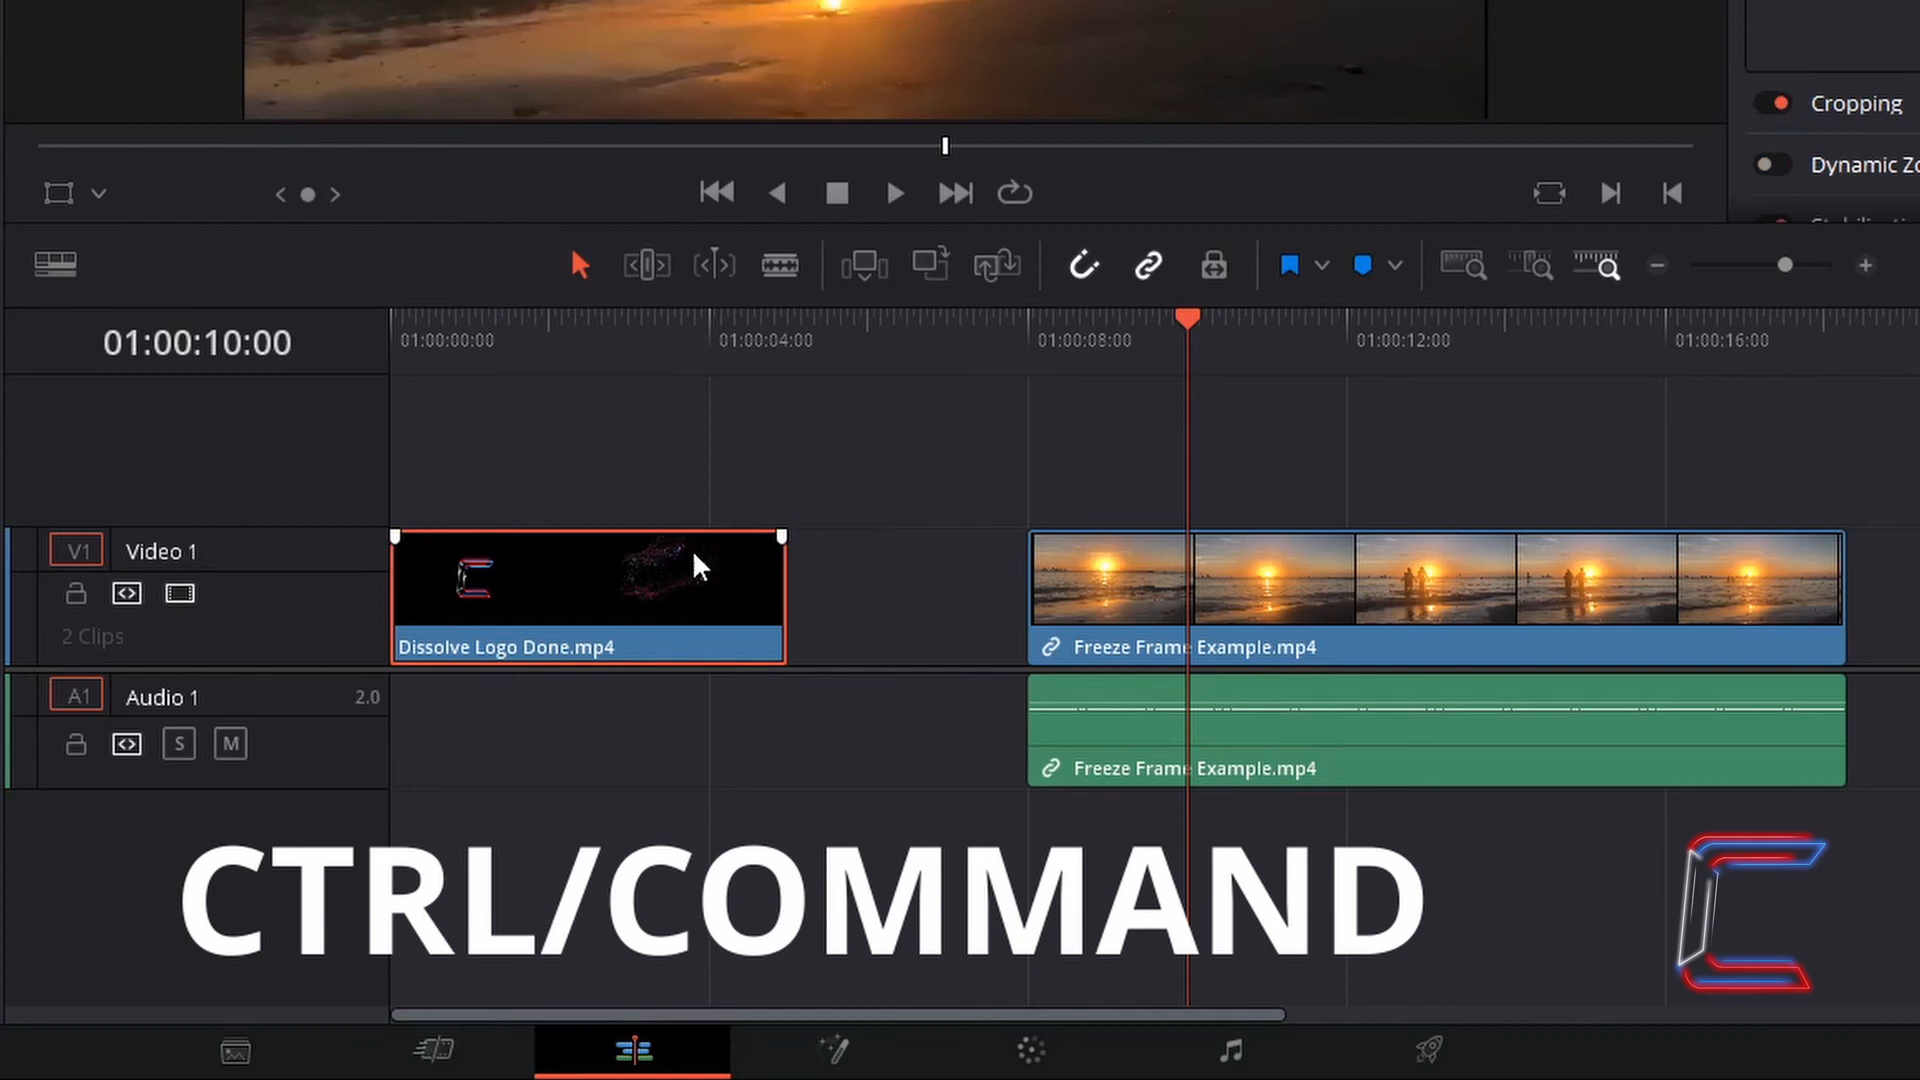 Cropping
Dynamic Zo
01:00:10:00
01:00:00:00
01:00:04:00
01:00:08:00
01:00:12:00
01:00:16:00
V1 Video 1
2 Clips
Dissolve Logo Done.mp4
Freeze Frame Example.mp4
A1 Audio 1 2.0
S M
Freeze Frame Example.mp4
CTRL/COMMAND